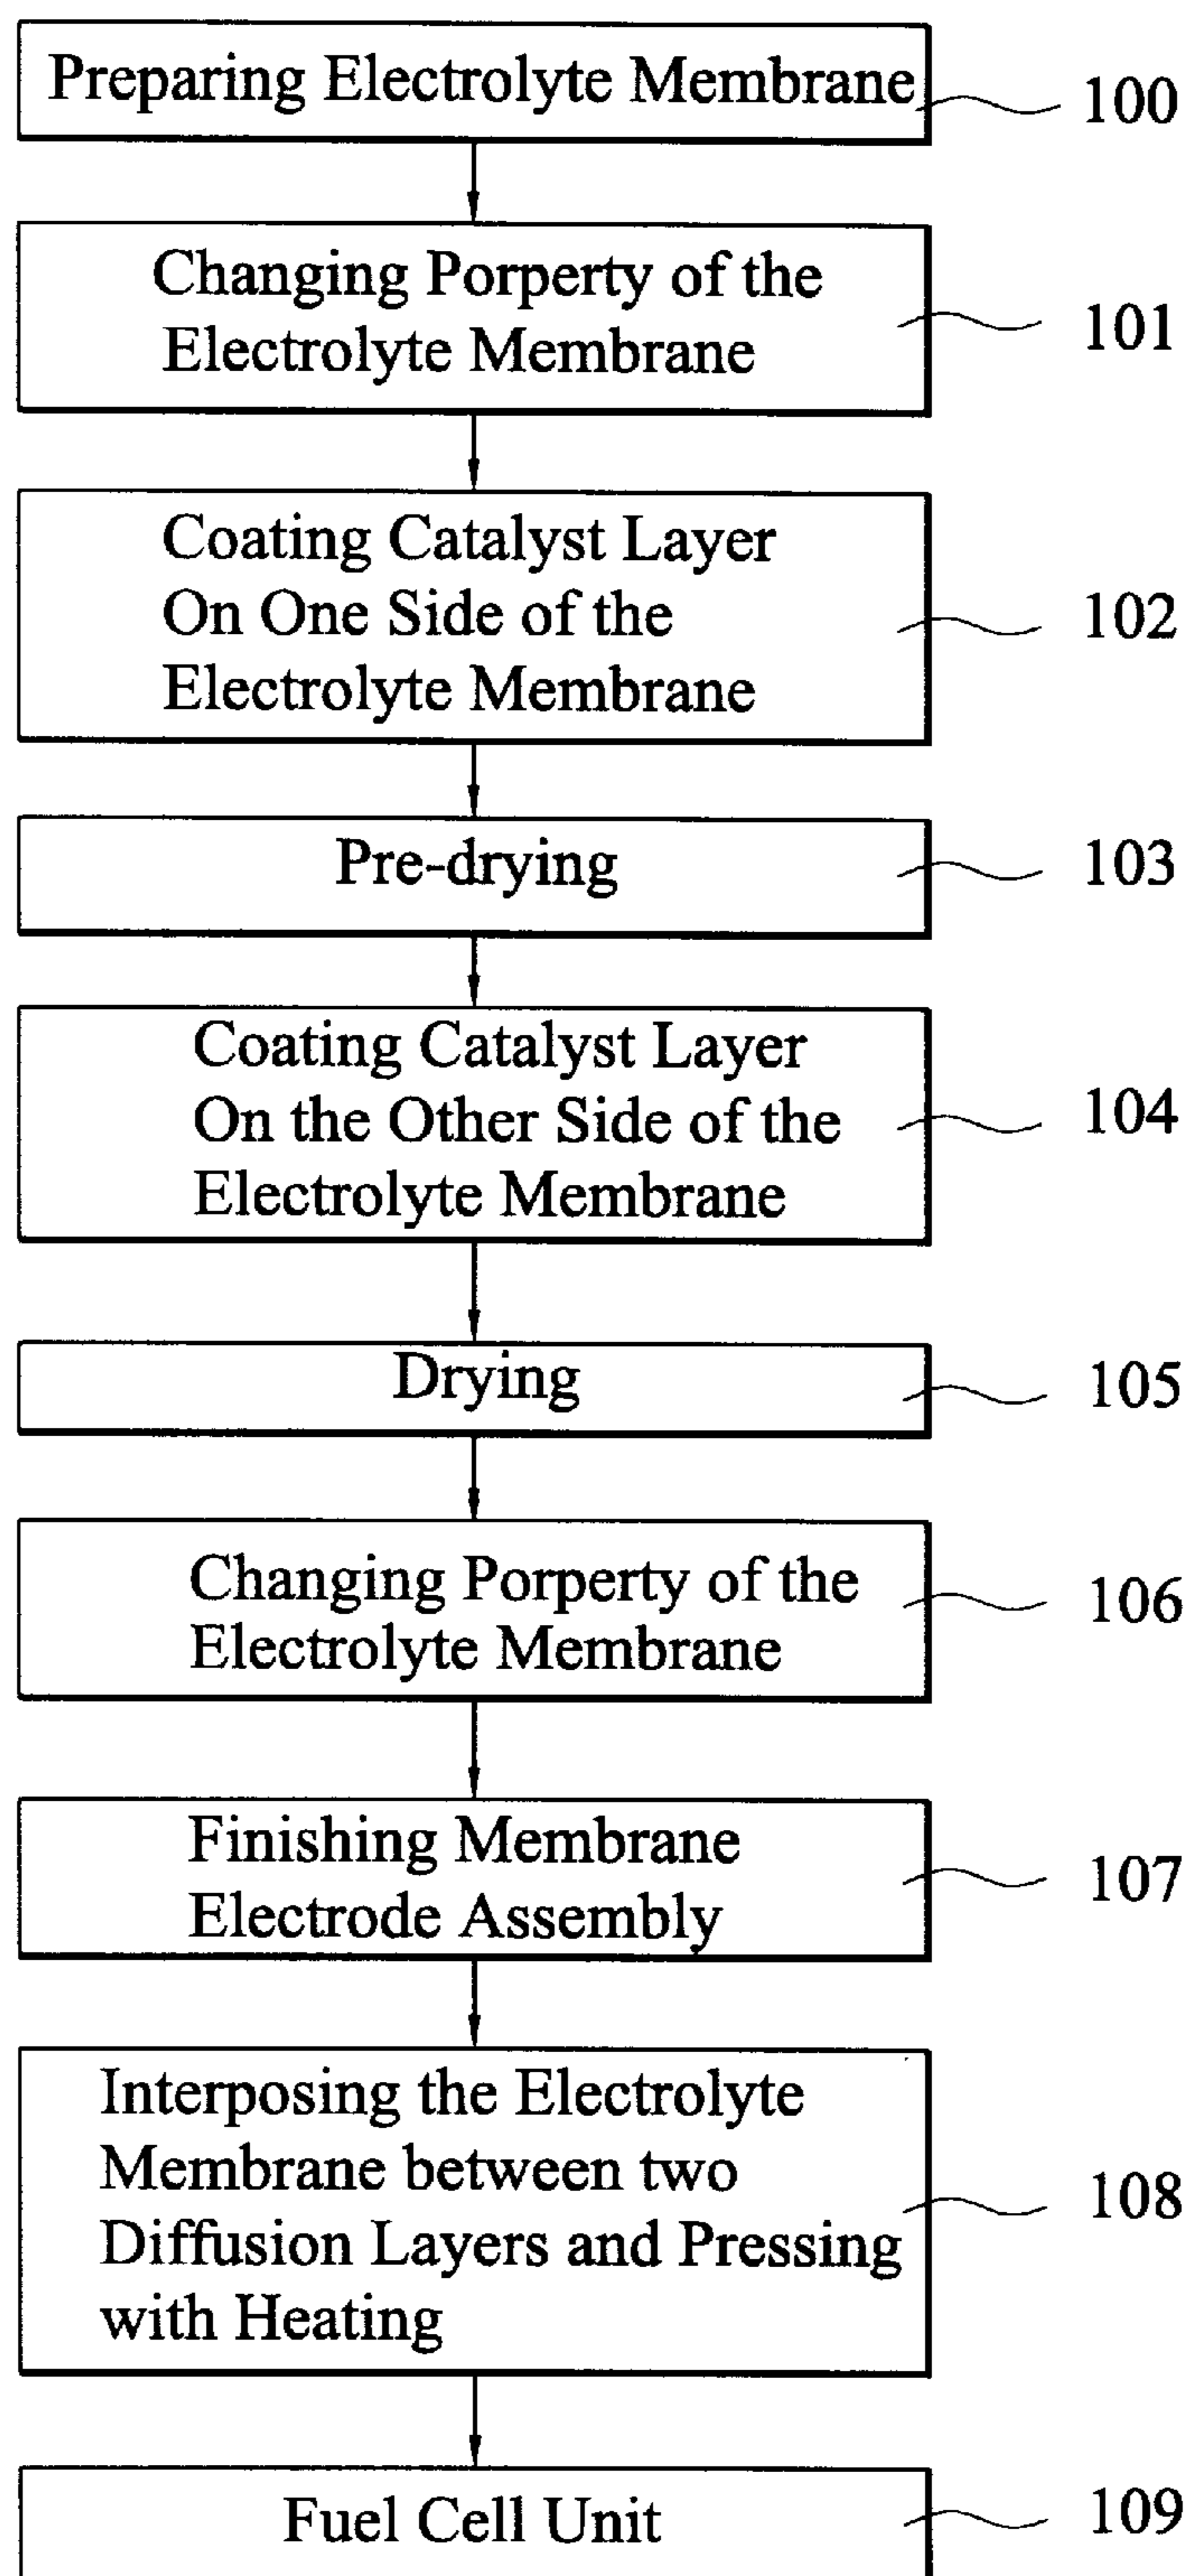 Preparing Electrolyte Membrane
100
Changing Porperty of the
Electrolyte Membrane
101
Coating Catalyst Layer
On One Side of the
Electrolyte Membrane
102
Pre-drying
103
Coating Catalyst Layer
On the Other Side of the
Electrolyte Membrane
104
Drying
105
Changing Porperty of the
Electrolyte Membrane
106
Finishing Membrane
Electrode Assembly
107
Interposing the Electrolyte
Membrane between two
Diffusion Layers and Pressing
with Heating
108
Fuel Cell Unit
109